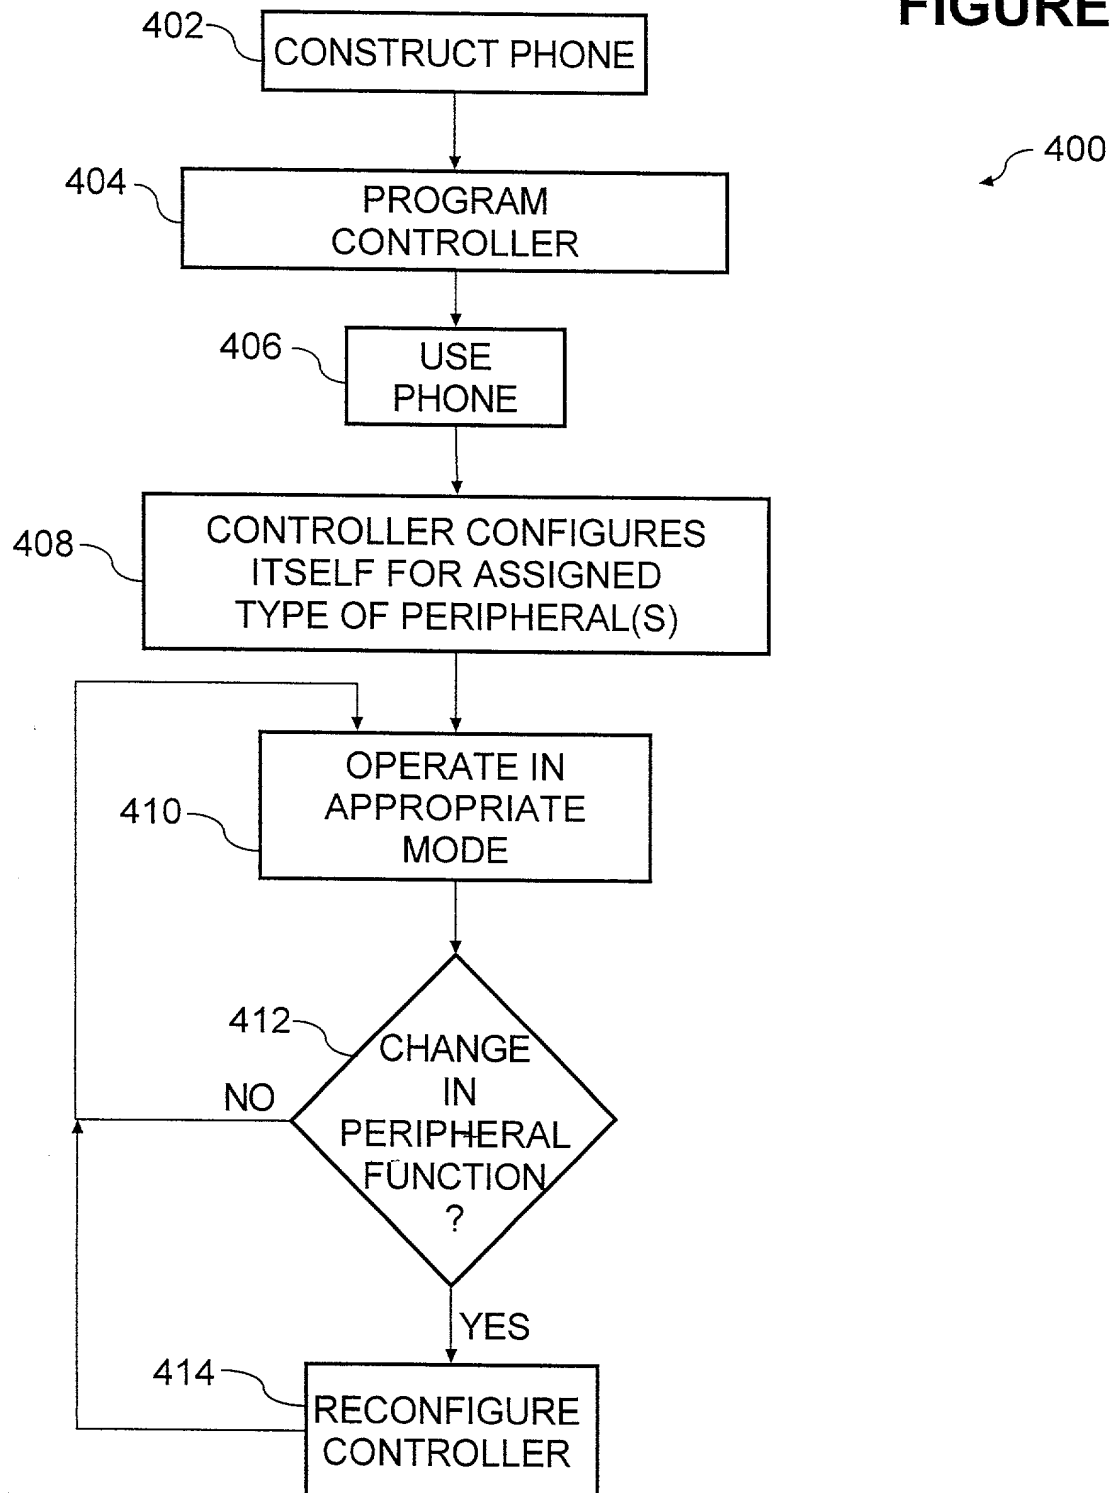 FIGURE
402
CONSTRUCT PHONE
400
404
PROGRAM
CONTROLLER
406
USE
PHONE
408
CONTROLLER CONFIGURES
ITSELF FOR ASSIGNED
TYPE OF PERIPHERAL(S)
410
OPERATE IN
APPROPRIATE
MODE
412
CHANGE
IN
PERIPHERAL
FUNCTION
?
NO
YES
414
RECONFIGURE
CONTROLLER